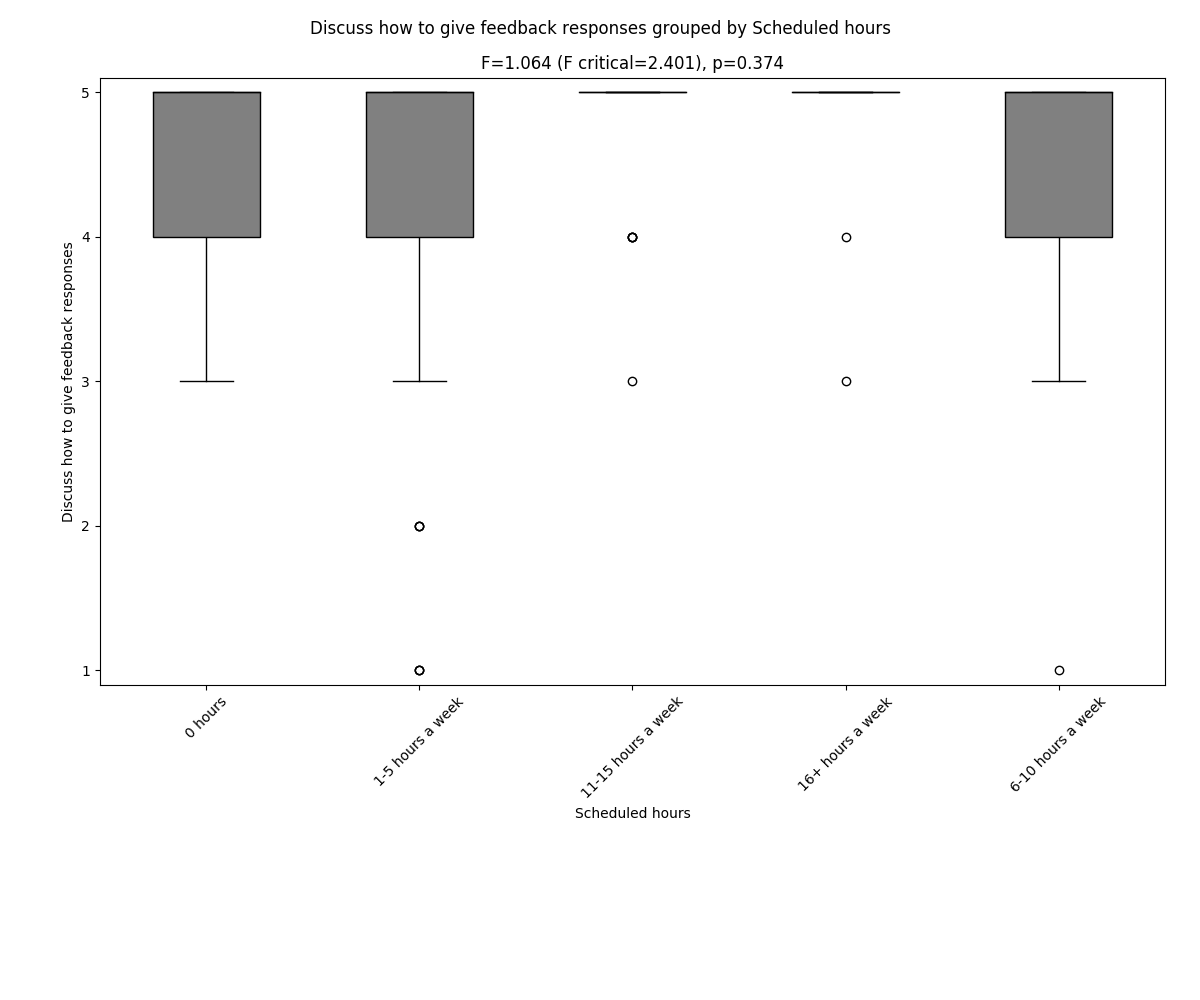 Discuss how to give feedback responses grouped by Scheduled hours
F=1.064 (F critical=2.401), p=0.374
Discuss how to give feedback responses
5
4
3
2
1
0 hours
1-5 hours a week
11-15 hours a week
16+ hours a week
6-10 hours a week
Scheduled hours